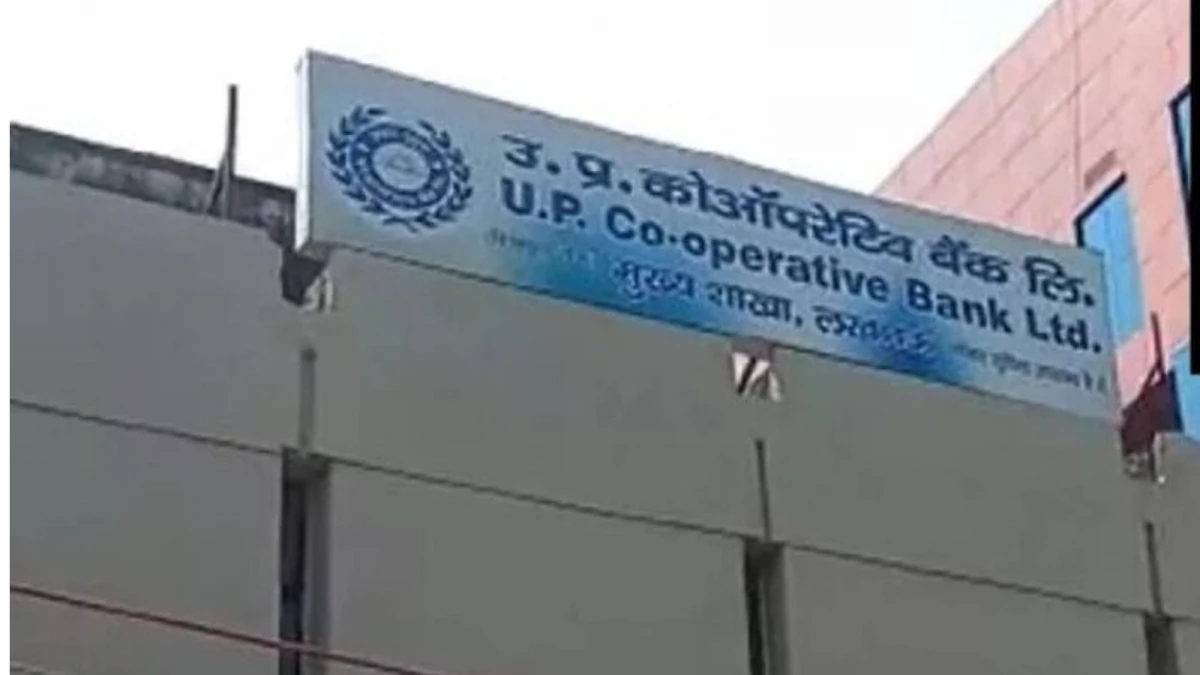 उ. प्र. कोऑपरेटिव बैंक लि.
U.P. Co-operative Bank Ltd.
मुख्य शाखा, लखनऊ